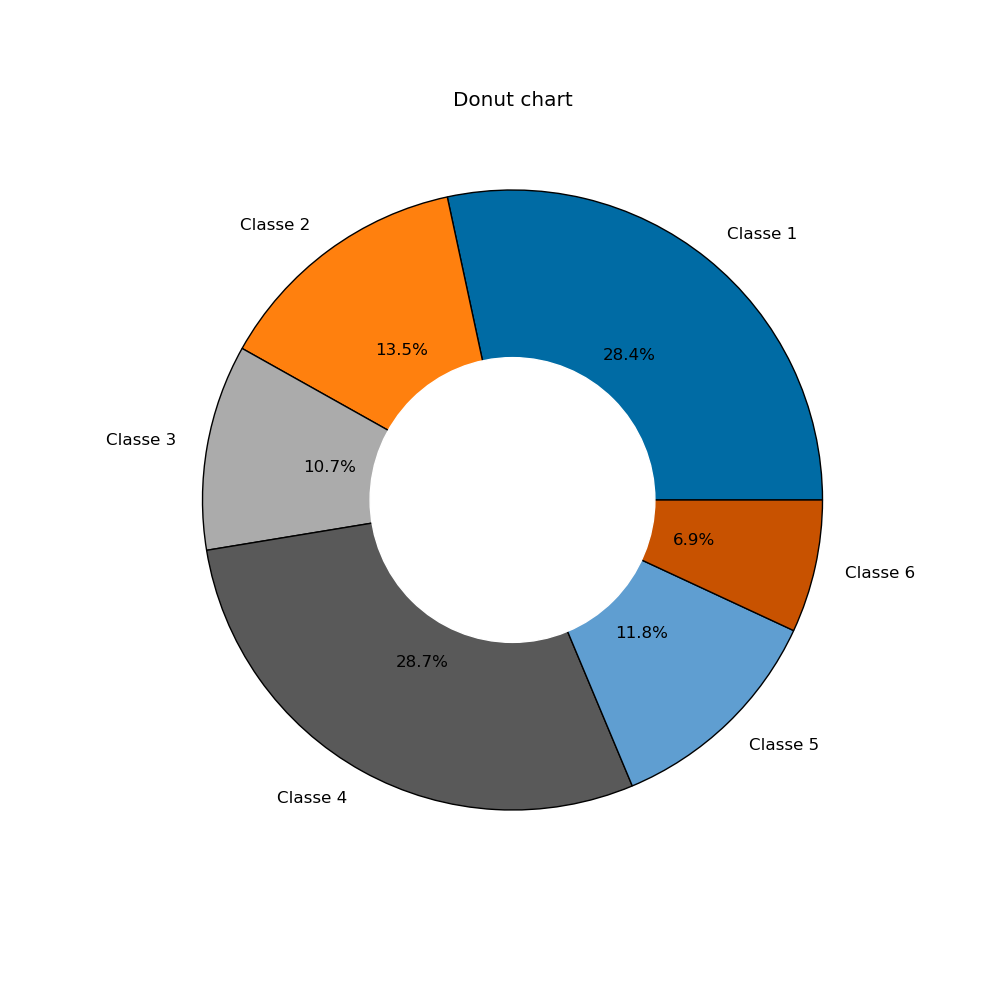 Donut chart
Classe 1
28.4%
Classe 2
13.5%
Classe 3
10.7%
Classe 4
28.7%
Classe 5
11.8%
Classe 6
6.9%